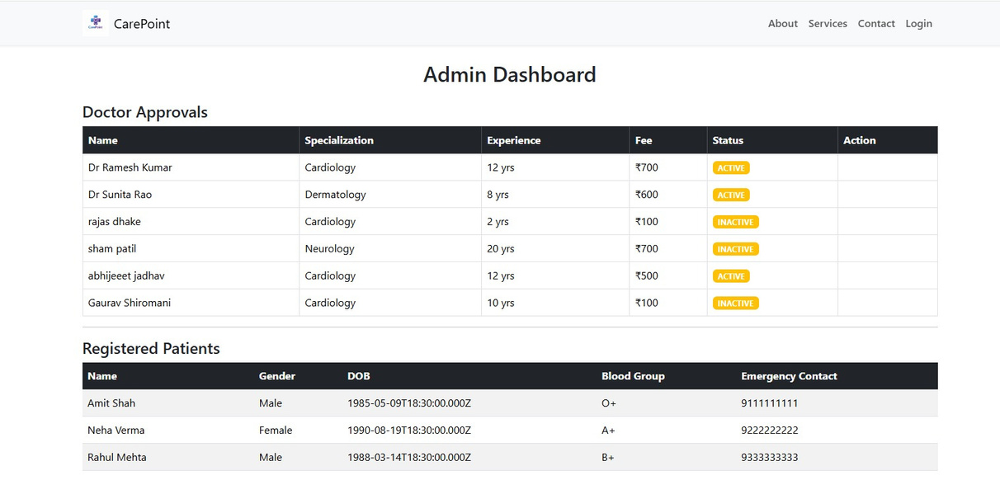 CarePoint CarePoint About Services Contact Login
Admin Dashboard
Doctor Approvals
Name Specialization Experience Fee Status Action
Dr Ramesh Kumar Cardiology 12 yrs ₹700 ACTIVE
Dr Sunita Rao Dermatology 8 yrs ₹600 ACTIVE
rajas dhake Cardiology 2 yrs ₹100 INACTIVE
sham patil Neurology 20 yrs ₹700 INACTIVE
abhijeeet jadhav Cardiology 12 yrs ₹500 ACTIVE
Gaurav Shiromani Cardiology 10 yrs ₹100 INACTIVE
Registered Patients
Name Gender DOB Blood Group Emergency Contact
Amit Shah Male 1985-05-09T18:30:00.000Z O+ 9111111111
Neha Verma Female 1990-08-19T18:30:00.000Z A+ 9222222222
Rahul Mehta Male 1988-03-14T18:30:00.000Z B+ 9333333333